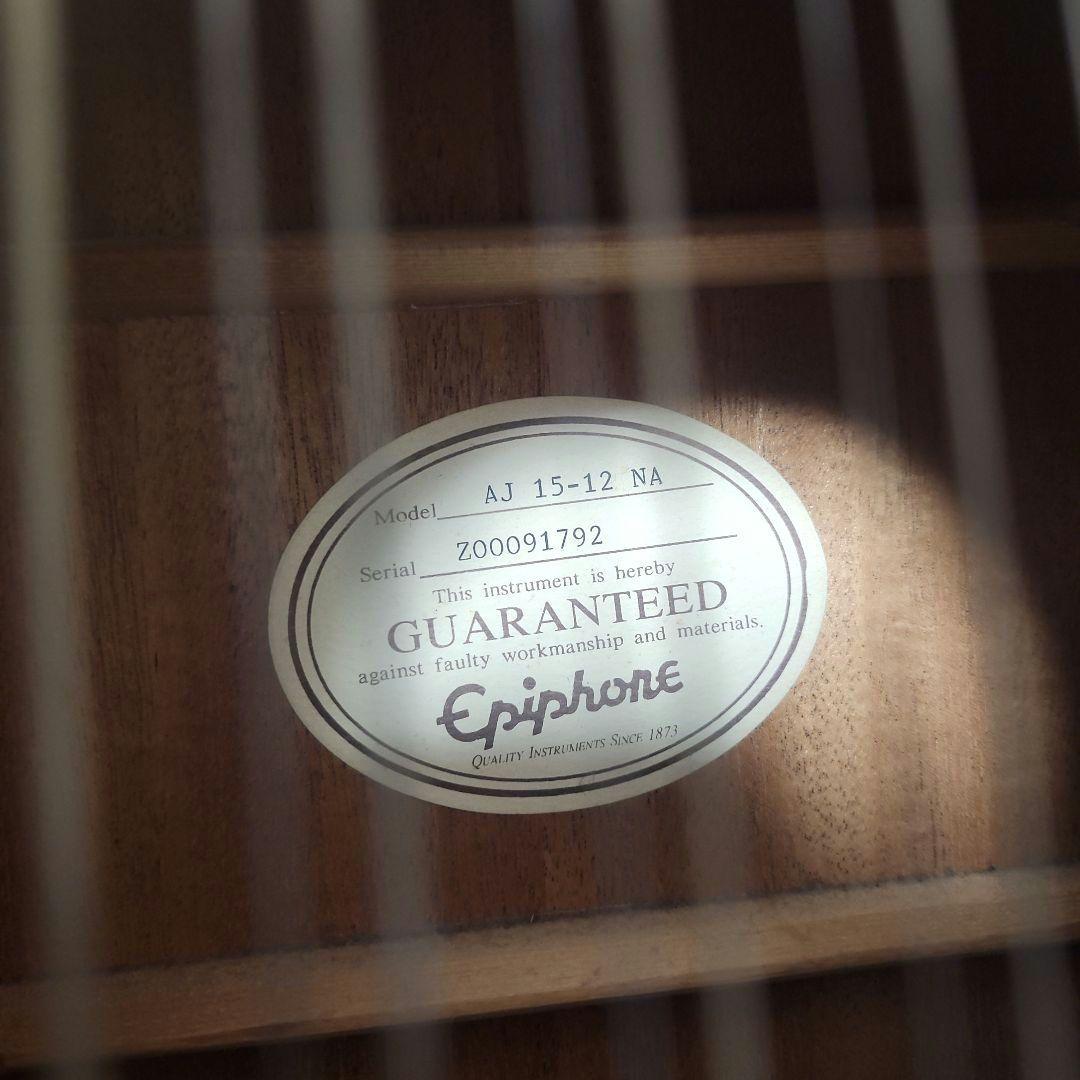 Model AJ 15-12 NA
Serial Z00091792
This instrument is hereby
GUARANTEED
against faulty workmanship and materials.
Epiphone
Quality Instruments Since 1873